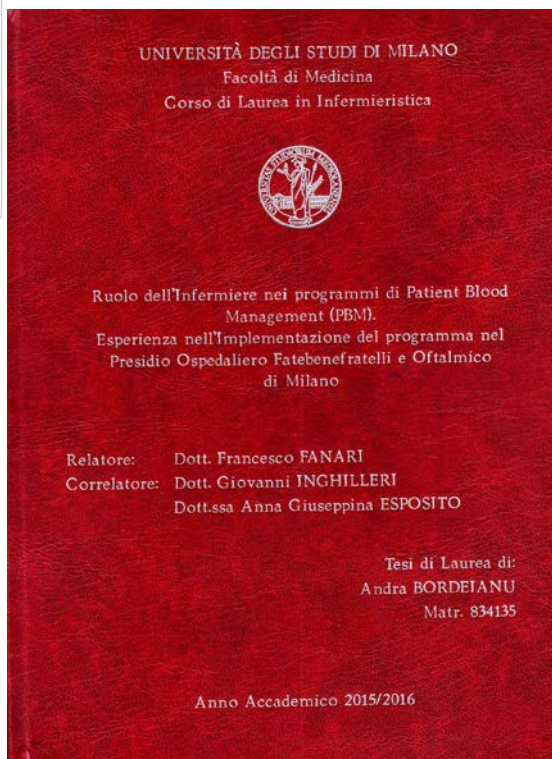 UNIVERSITÀ DEGLI STUDI DI MILANO
Facoltà di Medicina
Corso di Laurea in Infermieristica
Ruolo dell'Infermiere nei programmi di Patient Blood
Management (PBM).
Esperienza nell'Implementazione del programma nel
Presidio Ospedaliero Fatebenefratelli e Oftalmico
di Milano
Relatore: Dott. Francesco FANARI
Correlatore: Dott. Giovanni INGHILLERI
Dott.ssa Anna Giuseppina ESPOSITO
Tesi di Laurea di:
Andra BORDEIANU
Matr. 834135
Anno Accademico 2015/2016